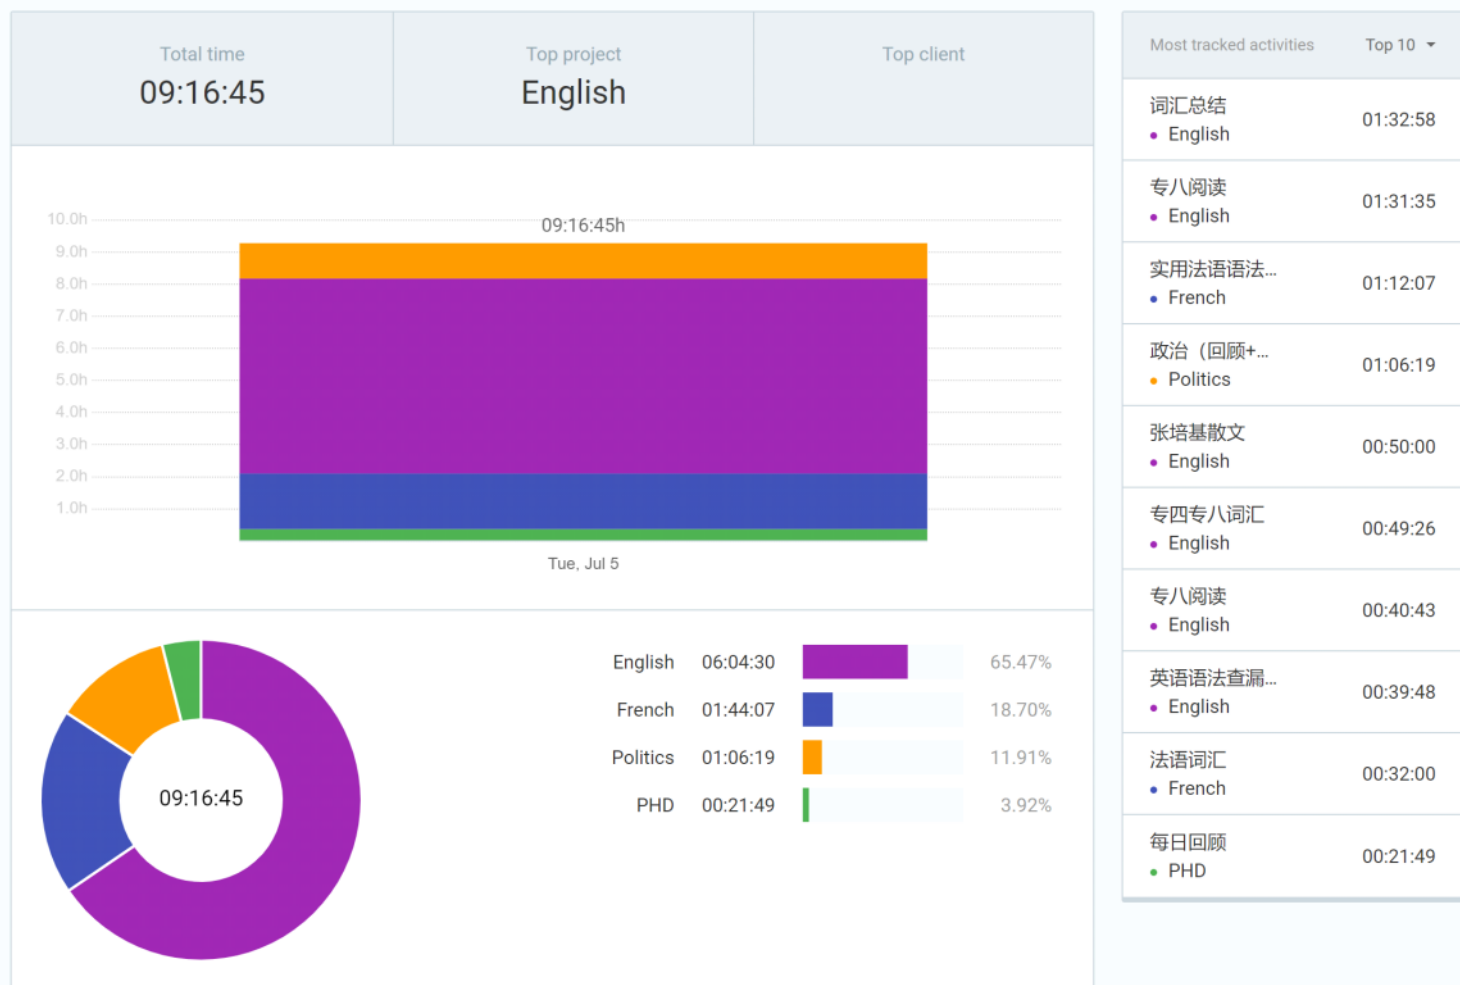 Total time
09:16:45
Top project
English
Top client
10.0h
9.0h
8.0h
7.0h
6.0h
5.0h
4.0h
3.0h
2.0h
1.0h
09:16:45h
Tue, Jul 5
09:16:45
English 06:04:30 65.47%
French 01:44:07 18.70%
Politics 01:06:19 11.91%
PHD 00:21:49 3.92%
Most tracked activities Top 10
词汇总结
English 01:32:58
专八阅读
English 01:31:35
实用法语语法...
French 01:12:07
政治（回顾+...
Politics 01:06:19
张培基散文
English 00:50:00
专四专八词汇
English 00:49:26
专八阅读
English 00:40:43
英语语法查漏...
English 00:39:48
法语词汇
French 00:32:00
每日回顾
PHD 00:21:49